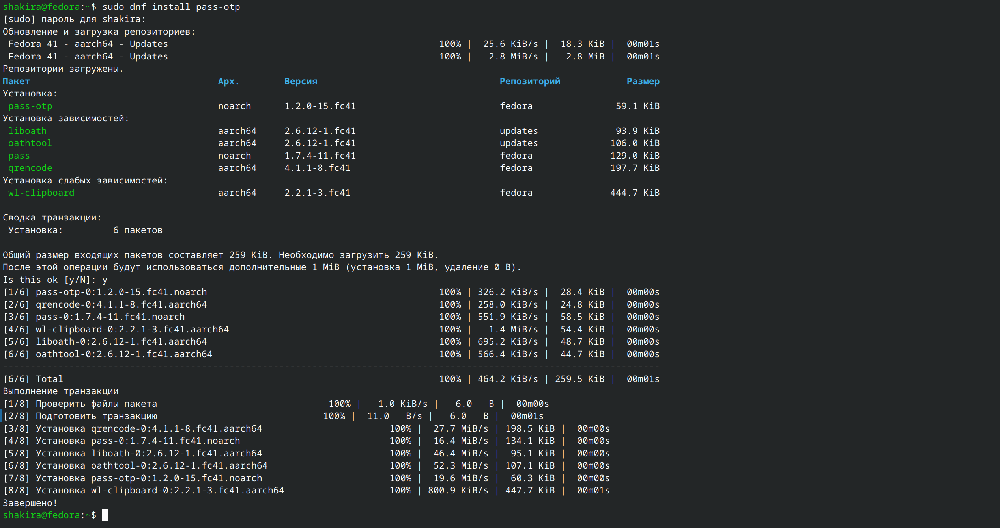 shakira@fedora:~$ sudo dnf install pass-otp
[sudo] пароль для shakira:
Обновление и загрузка репозиториев:
 Fedora 41 - aarch64 - Updates 100% | 25.6 KiB/s | 18.3 KiB | 00m01s
 Fedora 41 - aarch64 - Updates 100% | 2.8 MiB/s | 2.8 MiB | 00m01s
Репозитории загружены.
Пакет Арх. Версия Репозиторий Размер
Установка:
 pass-otp noarch 1.2.0-15.fc41 fedora 59.1 KiB
Установка зависимостей:
 liboath aarch64 2.6.12-1.fc41 updates 93.9 KiB
 oathtool aarch64 2.6.12-1.fc41 updates 106.0 KiB
 pass noarch 1.7.4-11.fc41 fedora 129.0 KiB
 qrencode aarch64 4.1.1-8.fc41 fedora 197.7 KiB
Установка слабых зависимостей:
 wl-clipboard aarch64 2.2.1-3.fc41 fedora 444.7 KiB
Сводка транзакции:
 Установка: 6 пакетов
Общий размер входящих пакетов составляет 259 KiB. Необходимо загрузить 259 KiB.
После этой операции будут использоваться дополнительные 1 MiB (установка 1 MiB, удаление 0 B).
Is this ok [y/N]: y
[1/6] pass-otp-0:1.2.0-15.fc41.noarch 100% | 326.2 KiB/s | 28.4 KiB | 00m00s
[2/6] qrencode-0:4.1.1-8.fc41.aarch64 100% | 258.0 KiB/s | 24.8 KiB | 00m00s
[3/6] pass-0:1.7.4-11.fc41.noarch 100% | 551.9 KiB/s | 58.5 KiB | 00m00s
[4/6] wl-clipboard-0:2.2.1-3.fc41.aarch64 100% | 1.4 MiB/s | 54.4 KiB | 00m00s
[5/6] liboath-0:2.6.12-1.fc41.aarch64 100% | 695.2 KiB/s | 48.7 KiB | 00m00s
[6/6] oathtool-0:2.6.12-1.fc41.aarch64 100% | 566.4 KiB/s | 44.7 KiB | 00m00s
-----------------------------------------------------------------------------------------------------------------------
[6/6] Total 100% | 464.2 KiB/s | 259.5 KiB | 00m01s
Выполнение транзакции
[1/8] Проверить файлы пакета 100% | 1.0 KiB/s | 6.0 B | 00m00s
[2/8] Подготовить транзакцию 100% | 11.0 B/s | 6.0 B | 00m01s
[3/8] Установка qrencode-0:4.1.1-8.fc41.aarch64 100% | 27.7 MiB/s | 198.5 KiB | 00m00s
[4/8] Установка pass-0:1.7.4-11.fc41.noarch 100% | 16.4 MiB/s | 134.1 KiB | 00m00s
[5/8] Установка liboath-0:2.6.12-1.fc41.aarch64 100% | 46.4 MiB/s | 95.1 KiB | 00m00s
[6/8] Установка oathtool-0:2.6.12-1.fc41.aarch64 100% | 52.3 MiB/s | 107.1 KiB | 00m00s
[7/8] Установка pass-otp-0:1.2.0-15.fc41.noarch 100% | 19.6 MiB/s | 60.3 KiB | 00m00s
[8/8] Установка wl-clipboard-0:2.2.1-3.fc41.aarch64 100% | 800.9 KiB/s | 447.7 KiB | 00m01s
Завершено!
shakira@fedora:~$